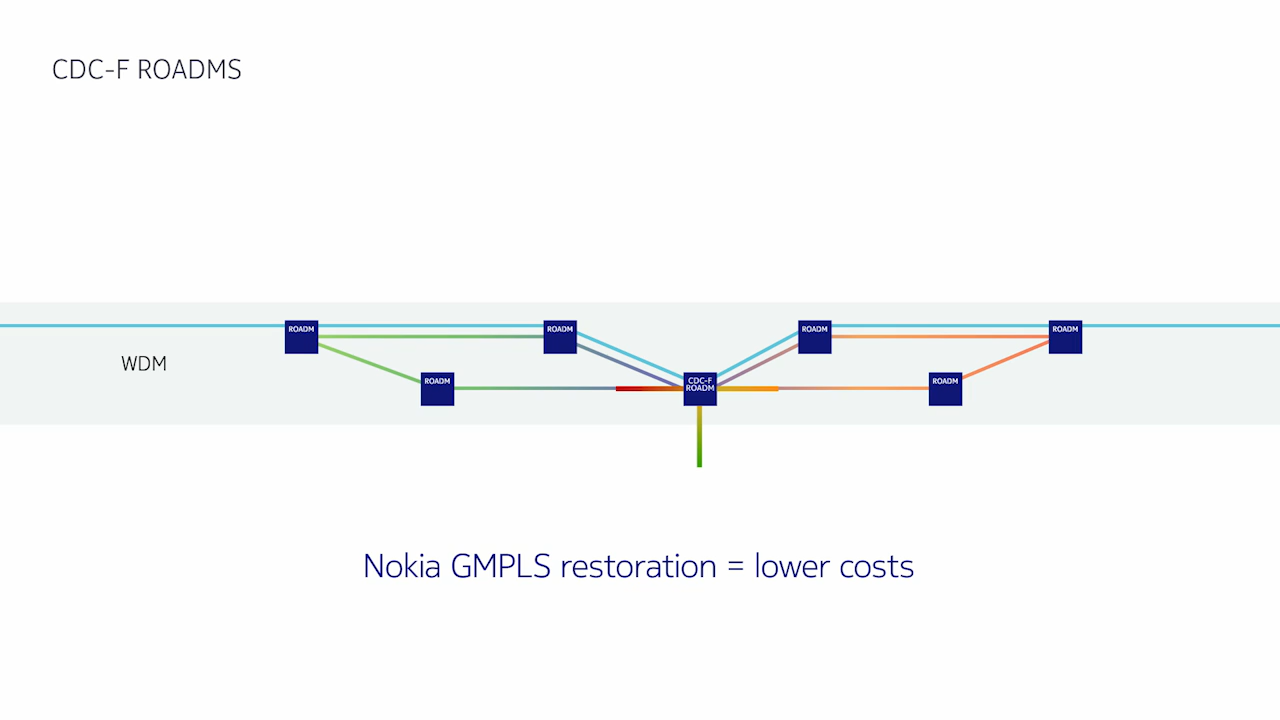 CDC-F ROADMS
ROADM
ROADM
ROADM
ROADM
WDM
ROADM
CDC-F
ROADM
ROADM
Nokia GMPLS restoration = lower costs